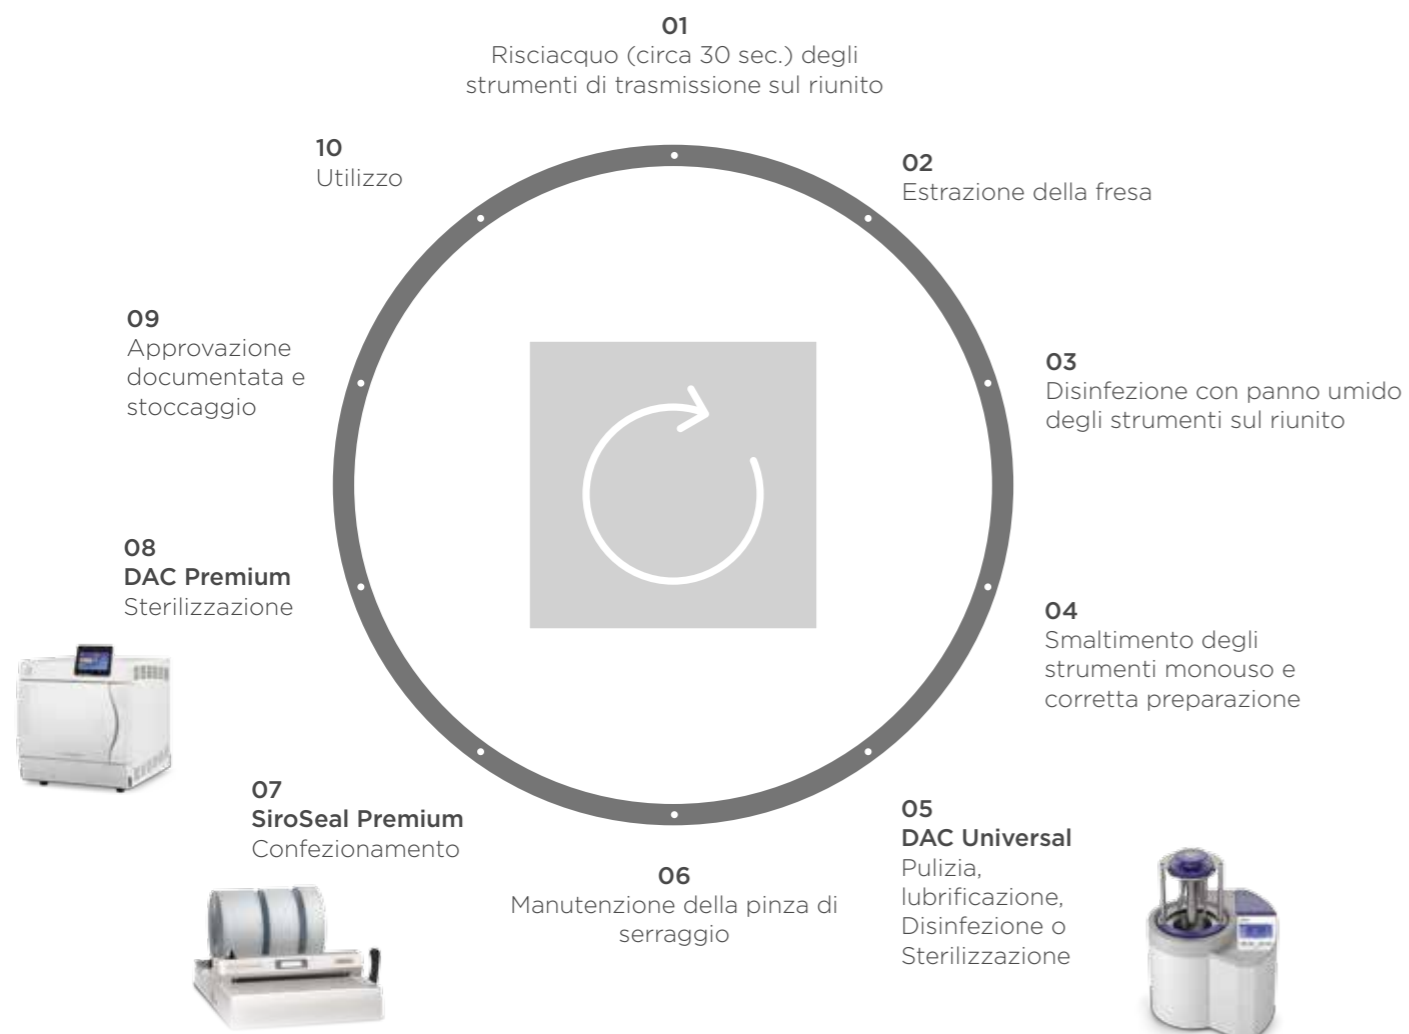 01
Risciacquo (circa 30 sec.) degli
strumenti di trasmissione sul riunito
02
Estrazione della fresa
03
Disinfezione con panno umido
degli strumenti sul riunito
04
Smaltimento degli
strumenti monouso e
corretta preparazione
05
DAC Universal
Pulizia,
lubrificazione,
Disinfezione o
Sterilizzazione
06
Manutenzione della pinza di
serraggio
07
SiroSeal Premium
Confezionamento
08
DAC Premium
Sterilizzazione
09
Approvazione
documentata e
stoccaggio
10
Utilizzo